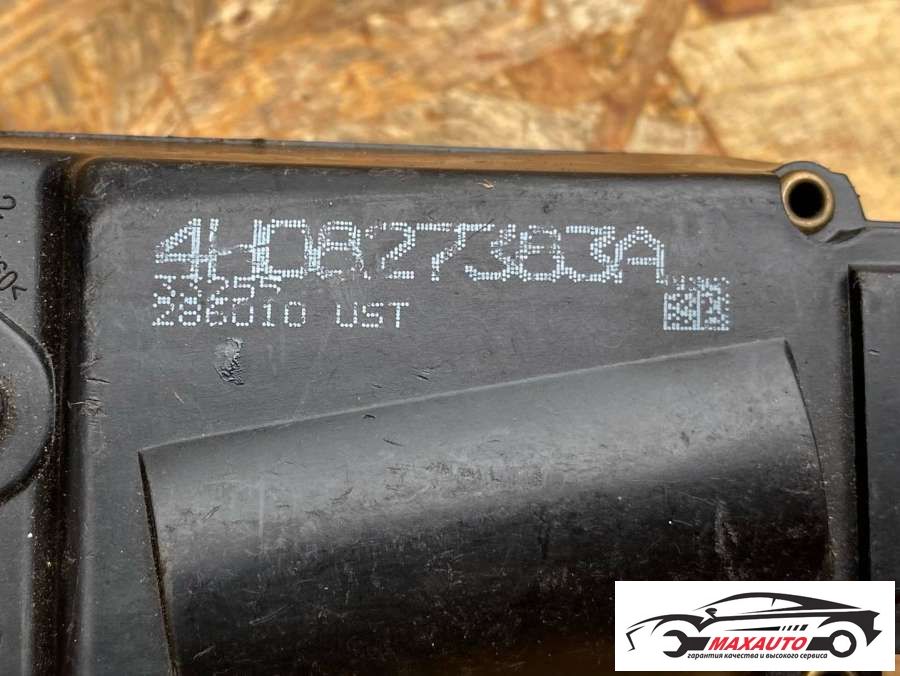 4H0827383A
286010 UST
MAXAUTO
гарантия качества и высокого сервиса